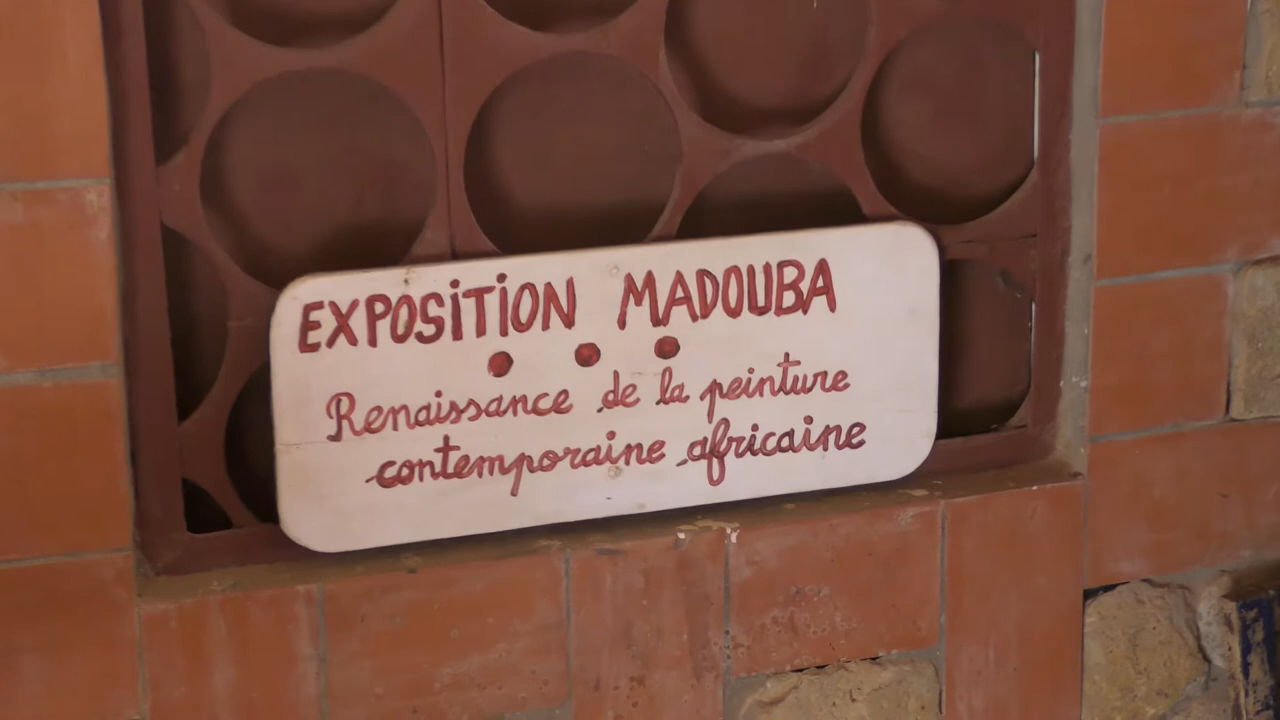 EXPOSITION MADOUBA
Renaissance de la peinture
contemporaine africaine